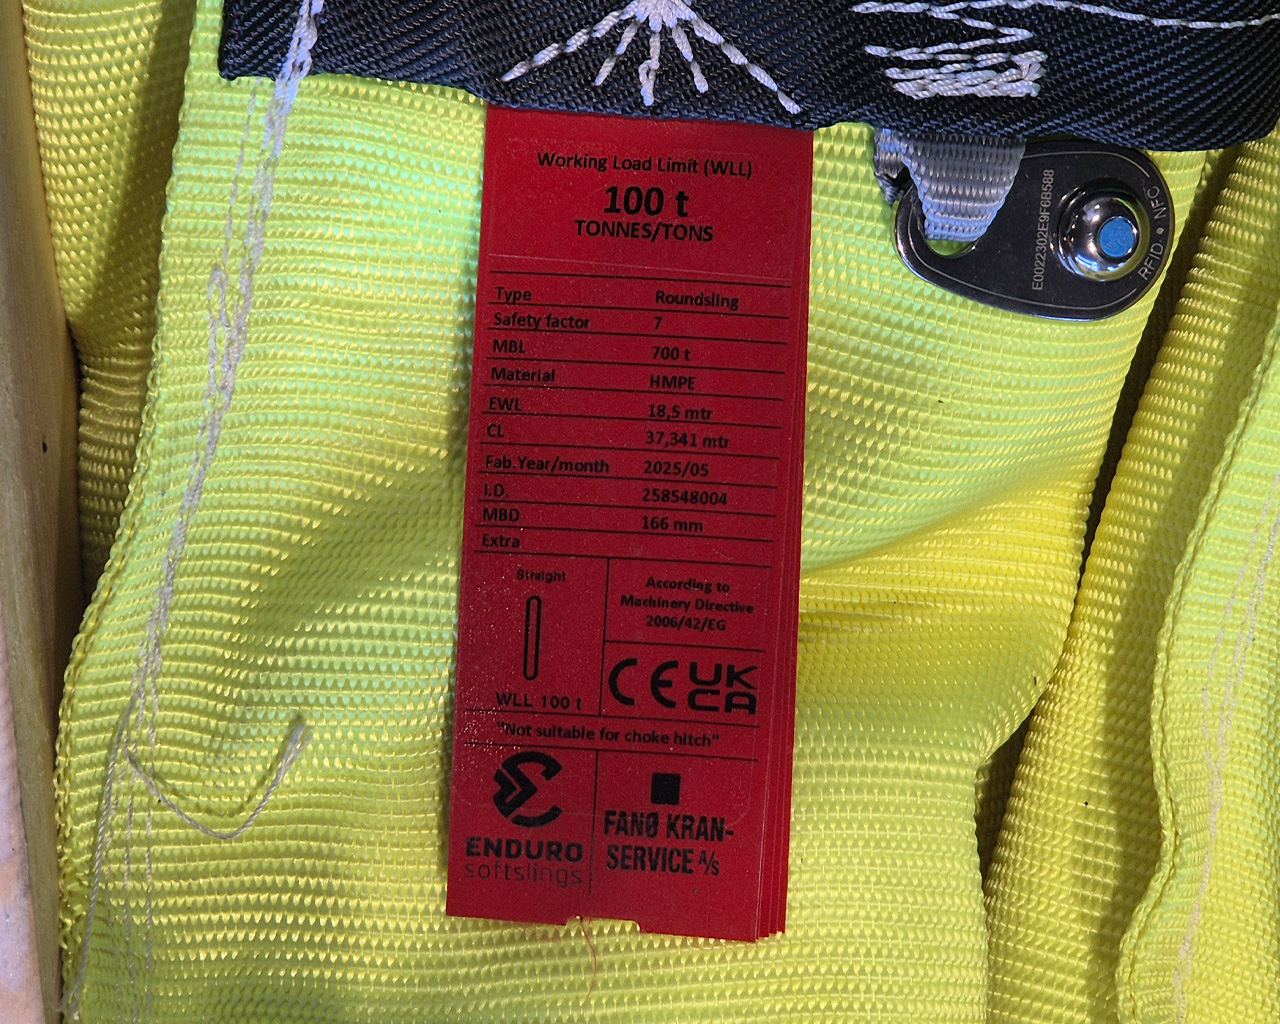 Working Load Limit (WLL)
100 t
TONNES/TONS
Type Roundsling
Safety factor 7
MBL 700 t
Material HMPE
EWL 18,5 mtr
CL 37,341 mtr
Fab.Year/month 2025/05
I.D. 258548004
MBD 166 mm
Extra
Straight
WLL 100 t
According to
Machinery Directive
2006/42/EG
CE UK
CA
"Not suitable for choke hitch"
ENDURO
softslings
FANØ KRAN-
SERVICE A/S
E0022302E9F6B588
RFID • NFC